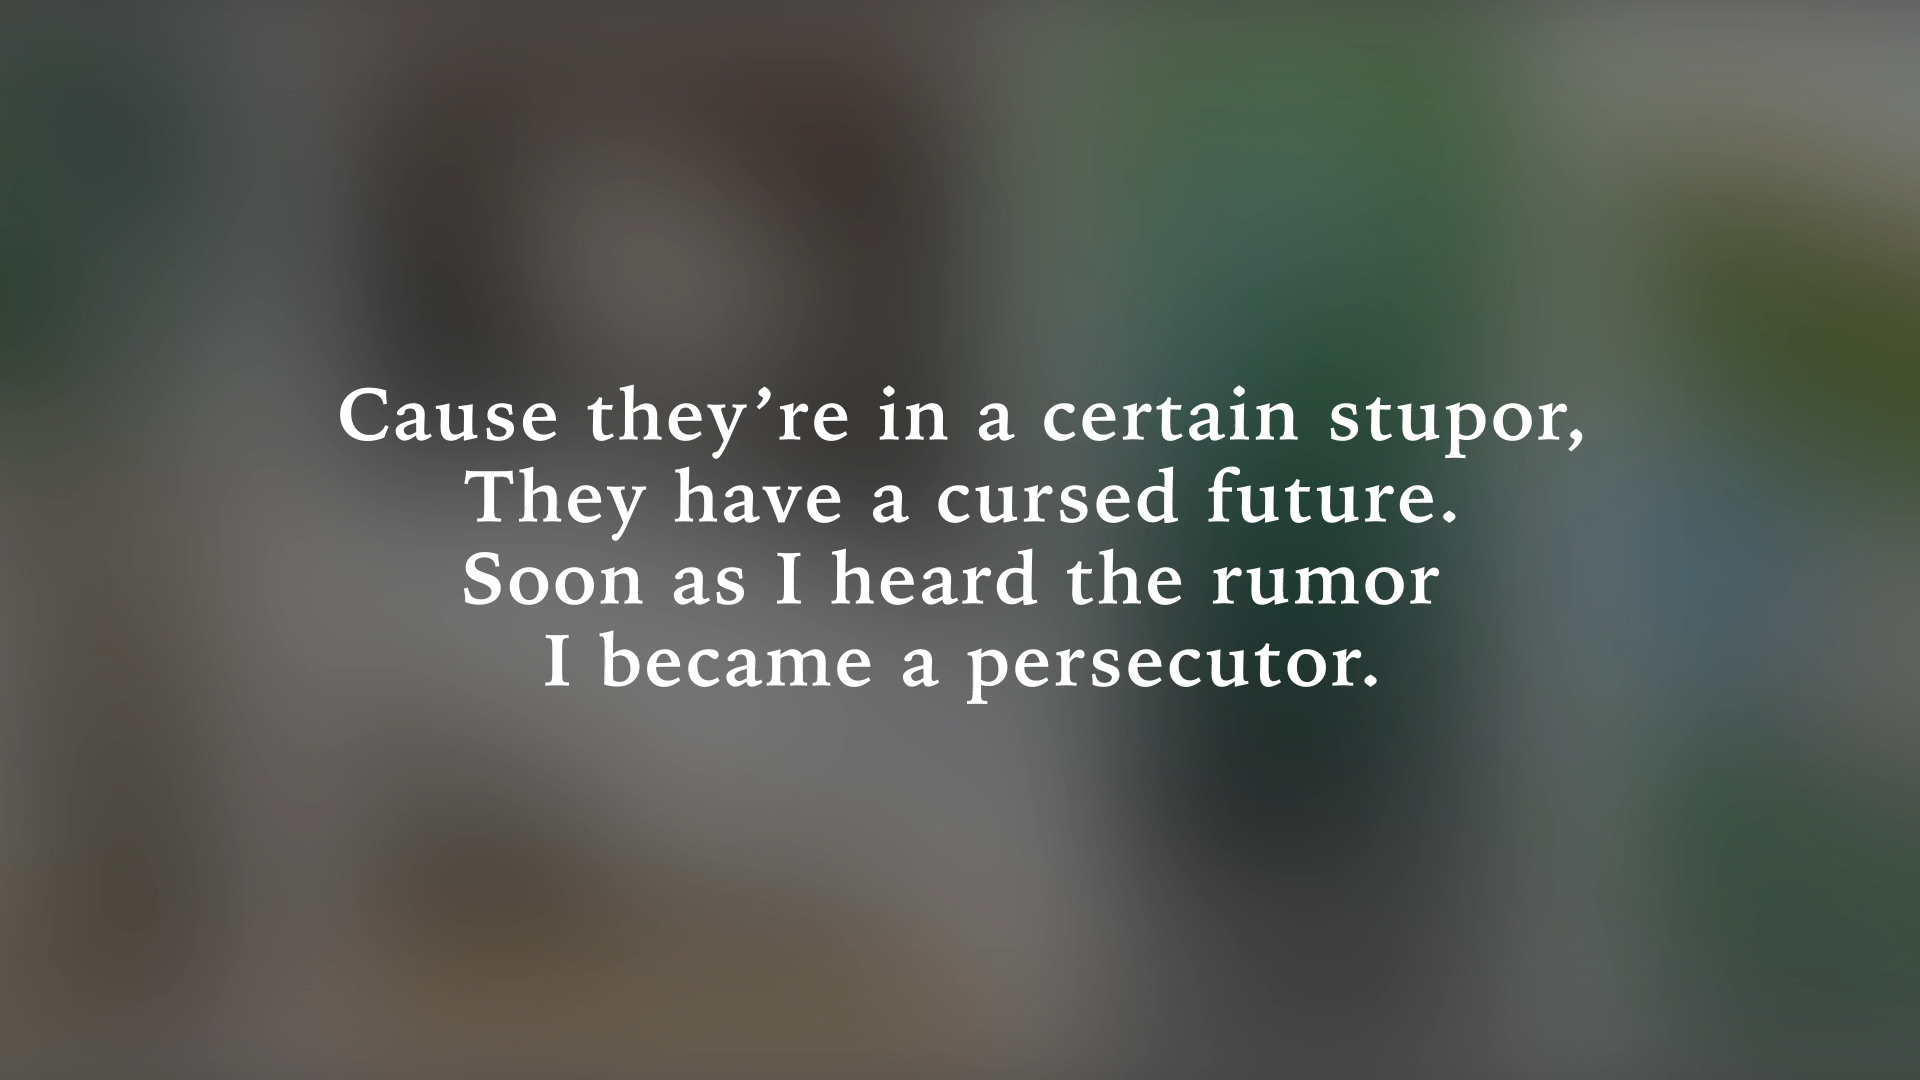 Cause they’re in a certain stupor,
They have a cursed future.
Soon as I heard the rumor
I became a persecutor.